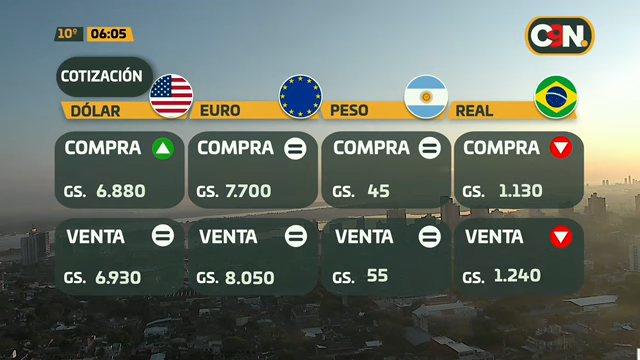 10º 06:05
C9N.
COTIZACIÓN
DÓLAR EURO PESO REAL
COMPRA COMPRA COMPRA COMPRA
GS. 6.880 GS. 7.700 GS. 45 GS. 1.130
VENTA VENTA VENTA VENTA
GS. 6.930 GS. 8.050 GS. 55 GS. 1.240